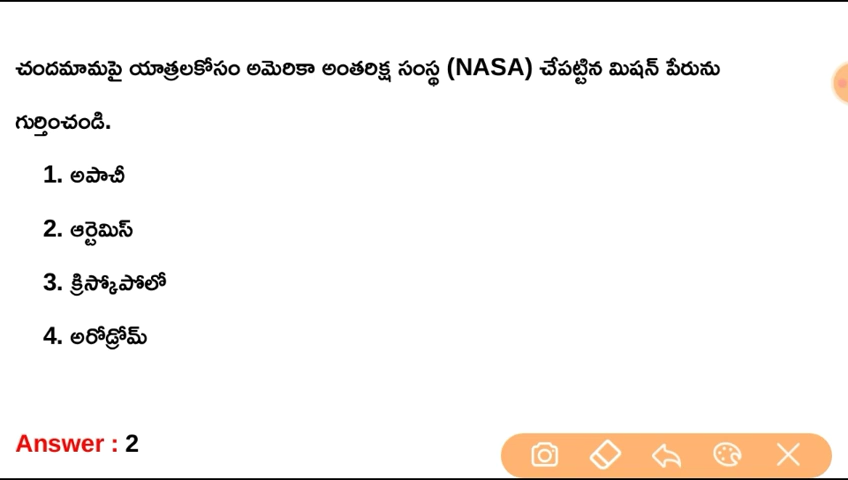 చందమామపై యాత్రలకోసం అమెరికా అంతరిక్ష సంస్థ (NASA) చేపట్టిన మిషన్ పేరును
గుర్తించండి.
1. అపాచీ
2. ఆర్టెమిస్
3. క్రిస్కోపోలో
4. అరోడ్రోమ్
Answer : 2